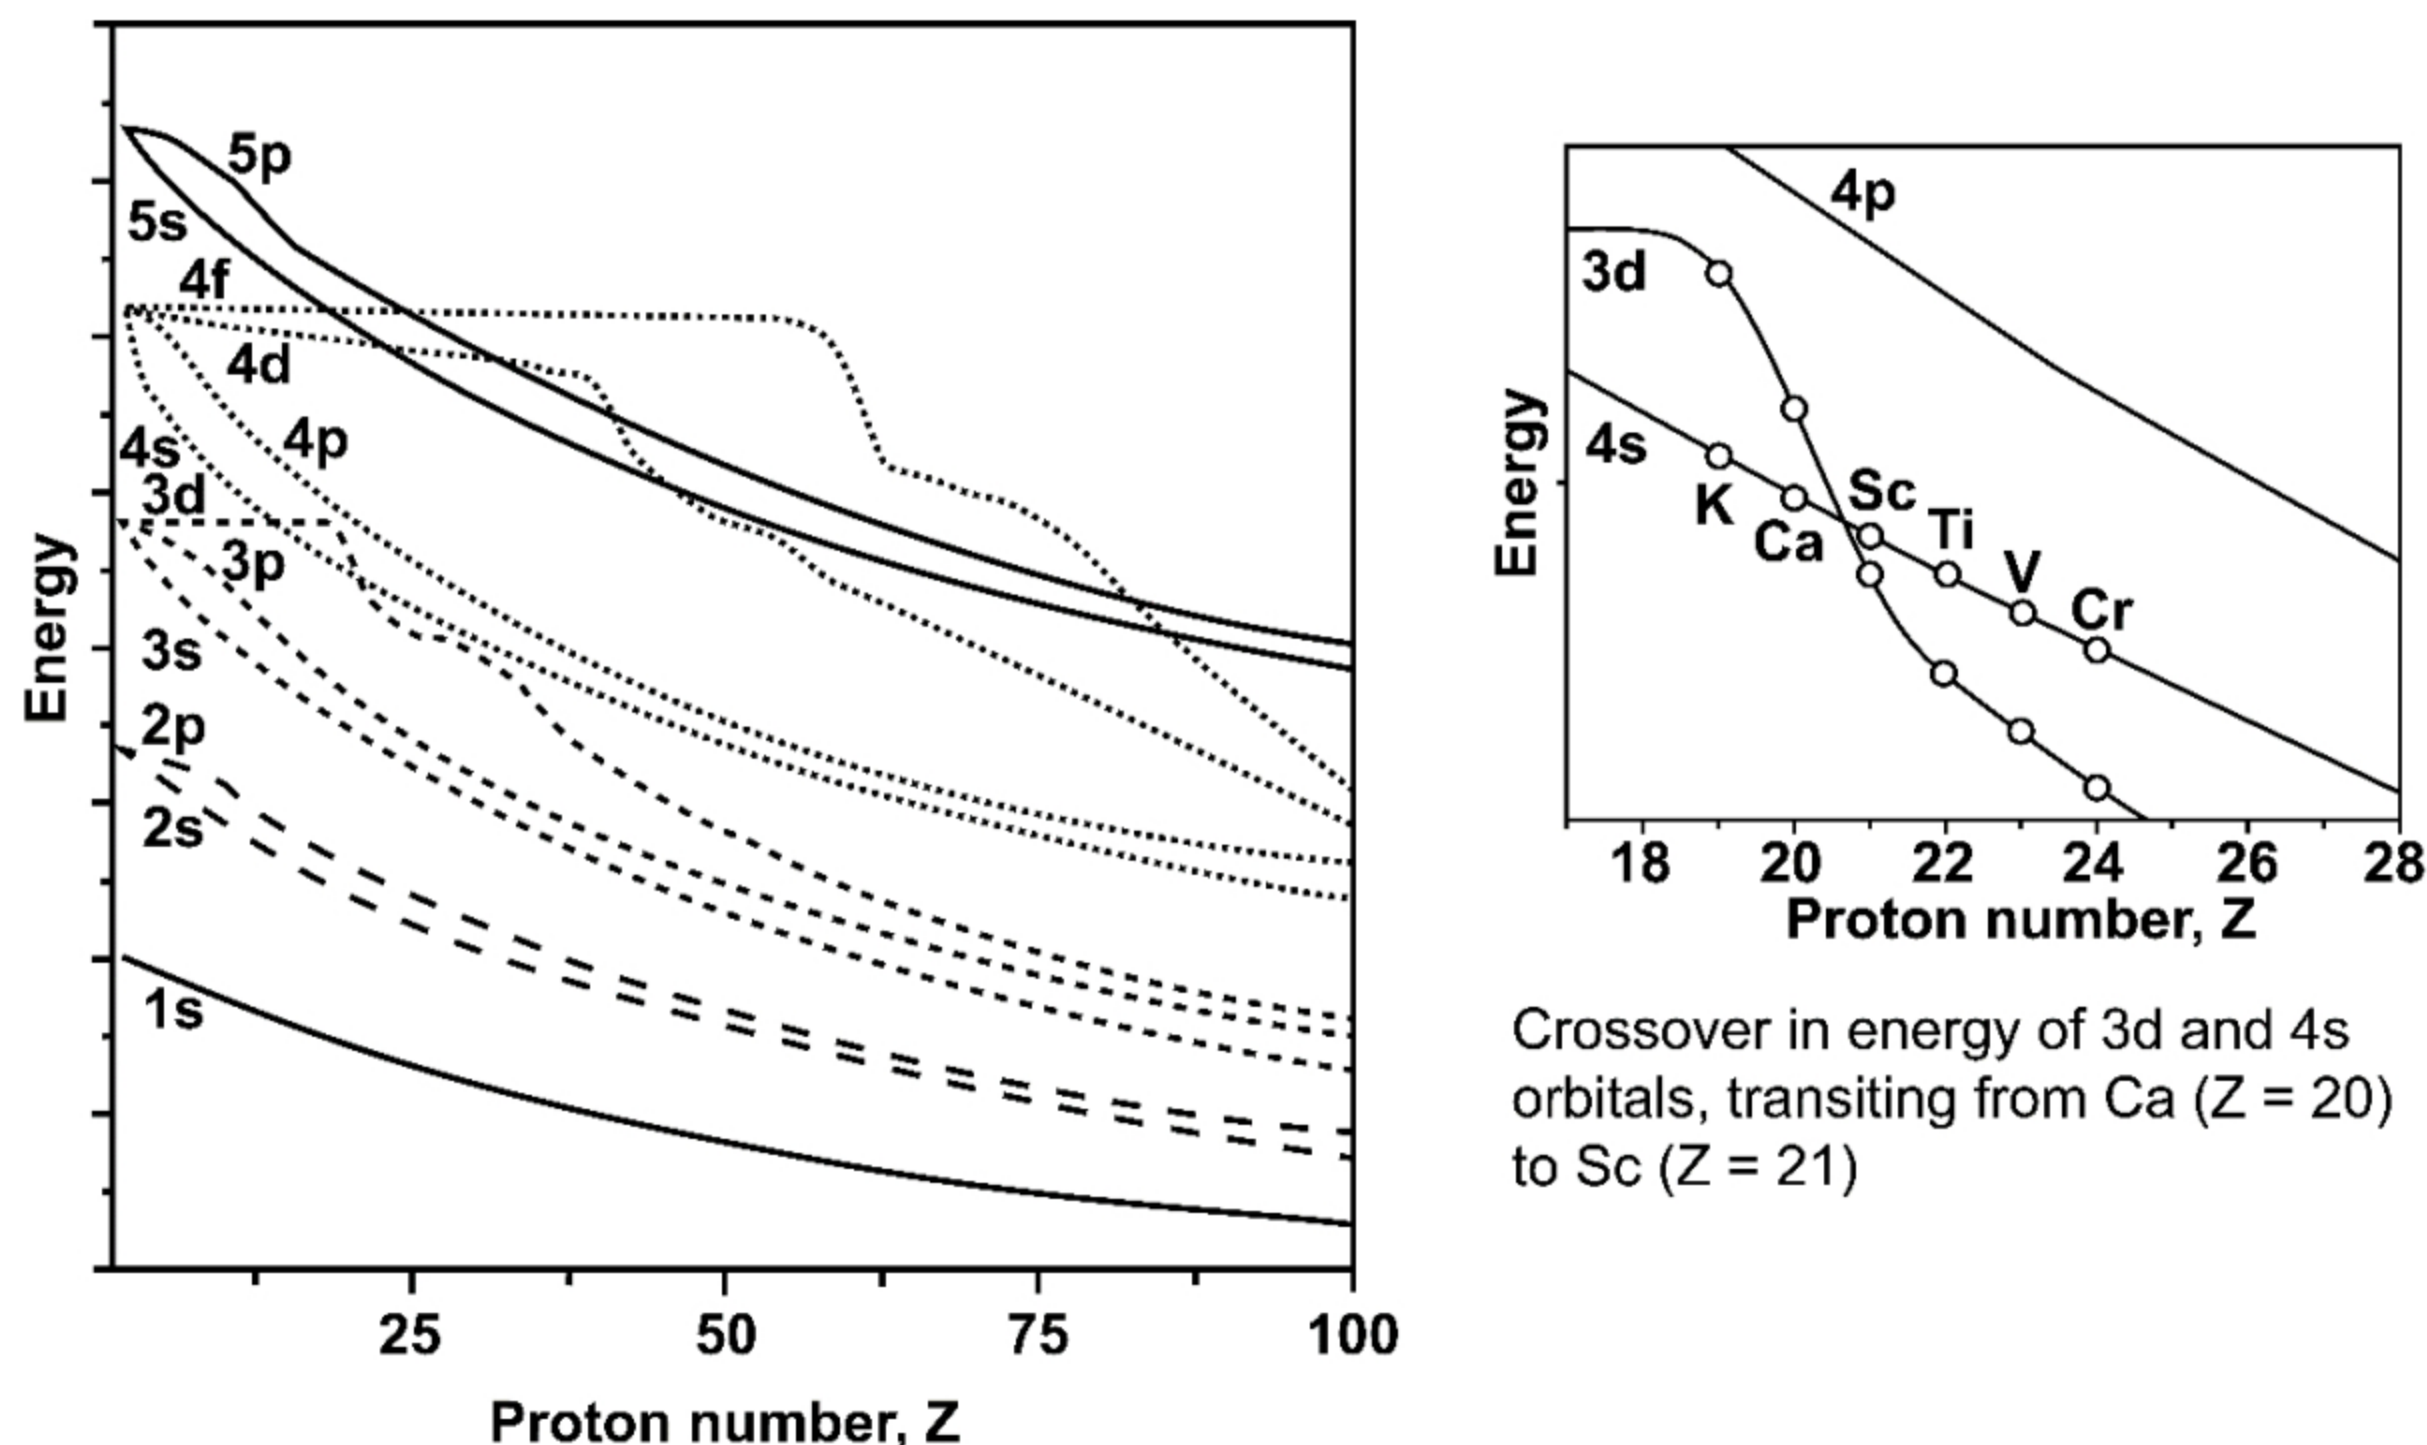 5p
5s
4f
4d
4s
4p
3d
3p
3s
2p
2s
1s
Energy
25
50
75
100
Proton number, Z
4p
3d
4s
K
Ca
Sc
Ti
V
Cr
Energy
18
20
22
24
26
28
Proton number, Z
Crossover in energy of 3d and 4s
orbitals, transiting from Ca (Z = 20)
to Sc (Z = 21)